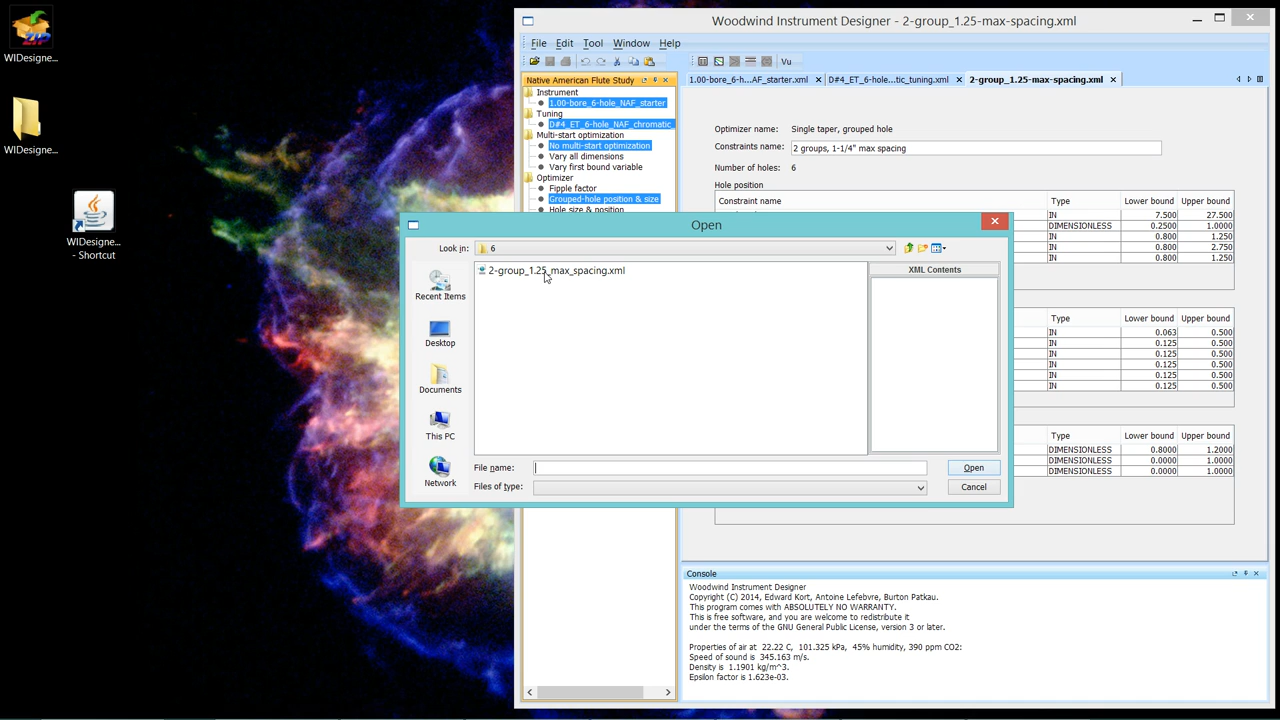 WIDesigne...
WIDesigne...
WIDesigne...
- Shortcut
Woodwind Instrument Designer - 2-group_1.25-max-spacing.xml
File Edit Tool Window Help
Vu
Native American Flute Study
Instrument
1.00-bore_6-hole_NAF_starter
Tuning
D#4_ET_6-hole_NAF_chromatic
Multi-start optimization
No multi-start optimization
Vary all dimensions
Vary first bound variable
Optimizer
Fipple factor
Grouped-hole position & size
Hole size & position
1.00-bore_6-h...AF_starter.xml
D#4_ET_6-hole...tic_tuning.xml
2-group_1.25-max-spacing.xml
Optimizer name: Single taper, grouped hole
Constraints name: 2 groups, 1-1/4" max spacing
Number of holes: 6
Hole position
Constraint name Type Lower bound Upper bound
IN 7.500 27.500
DIMENSIONLESS 0.2500 1.0000
IN 0.800 1.250
IN 0.800 2.750
IN 0.800 1.250
Type Lower bound Upper bound
IN 0.063 0.500
IN 0.125 0.500
IN 0.125 0.500
IN 0.125 0.500
IN 0.125 0.500
IN 0.125 0.500
Type Lower bound Upper bound
DIMENSIONLESS 0.8000 1.2000
DIMENSIONLESS 0.0000 1.0000
DIMENSIONLESS 0.0000 1.0000
Open
Look in: 6
Recent Items
Desktop
Documents
This PC
Network
2-group_1.25_max_spacing.xml
XML Contents
File name:
Open
Files of type:
Cancel
Console
Woodwind Instrument Designer
Copyright (C) 2014, Edward Kort, Antoine Lefebvre, Burton Patkau.
This program comes with ABSOLUTELY NO WARRANTY.
This is free software, and you are welcome to redistribute it
under the terms of the GNU General Public License, version 3 or later.
Properties of air at 22.22 C, 101.325 kPa, 45% humidity, 390 ppm CO2:
Speed of sound is 345.163 m/s.
Density is 1.1901 kg/m^3.
Epsilon factor is 1.623e-03.